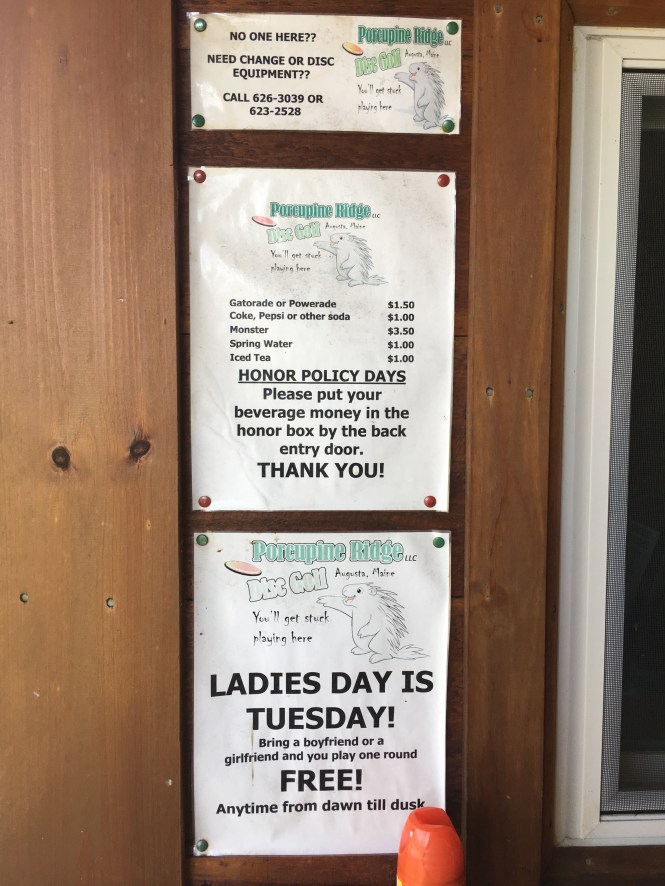 NO ONE HERE??
NEED CHANGE OR DISC
EQUIPMENT??
CALL 626-3039 OR
623-2528
Porcupine Ridge LLC
Disc Golf Augusta, Maine
You'll get stuck
playing here
Porcupine Ridge LLC
Disc Golf Augusta, Maine
You'll get stuck
playing here
Gatorade or Powerade $1.50
Coke, Pepsi or other soda $1.00
Monster $3.50
Spring Water $1.00
Iced Tea $1.00
HONOR POLICY DAYS
Please put your
beverage money in the
honor box by the back
entry door.
THANK YOU!
Porcupine Ridge LLC
Disc Golf Augusta, Maine
You'll get stuck
playing here
LADIES DAY IS
TUESDAY!
Bring a boyfriend or a
girlfriend and you play one round
FREE!
Anytime from dawn till dusk